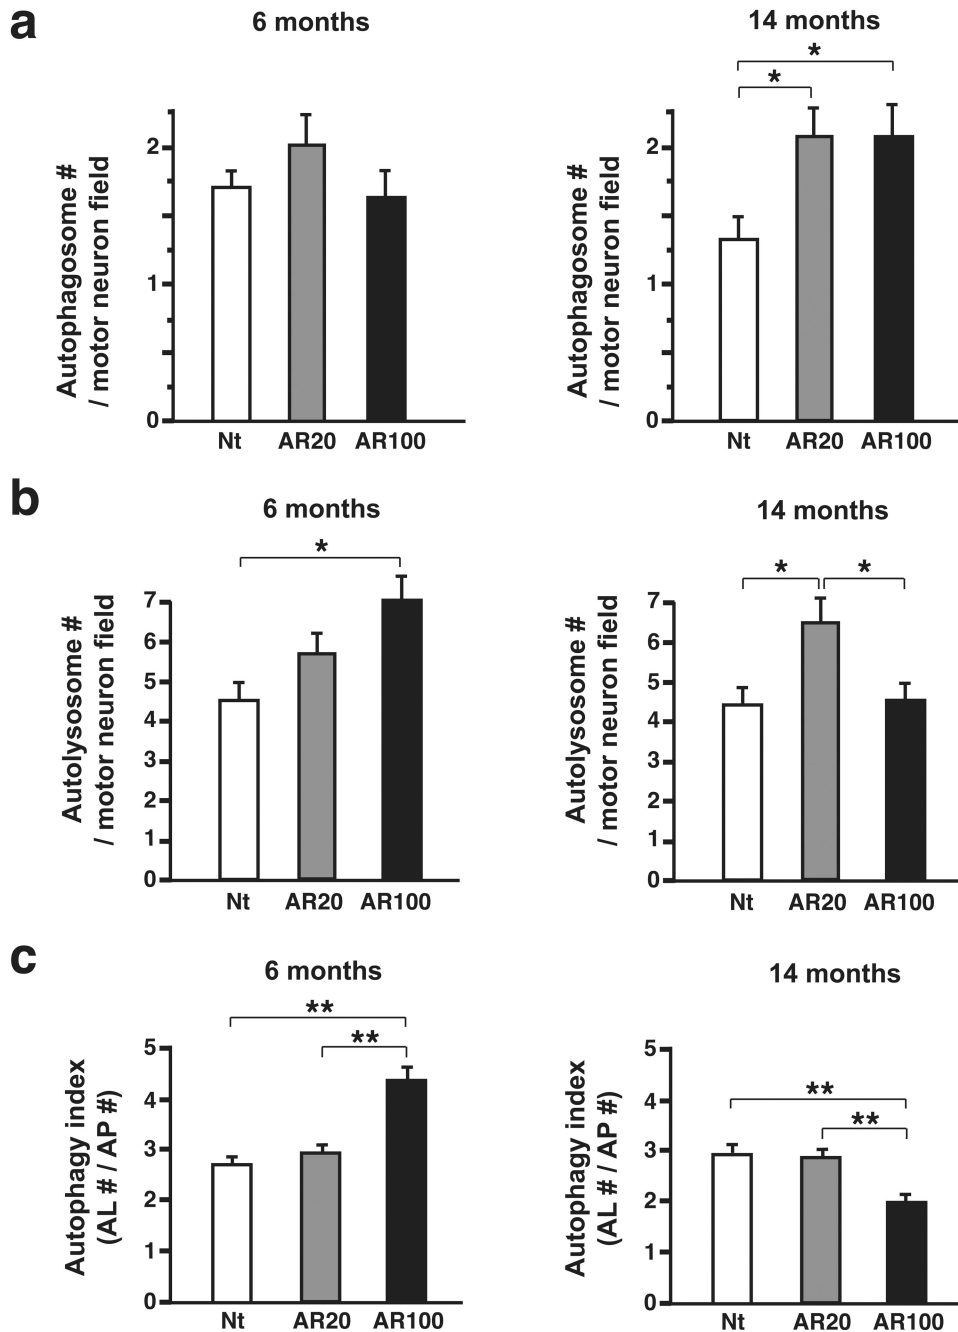 a
6 months
14 months
*
*
Autophagosome #
/ motor neuron field
2
1
0
Nt AR20 AR100
Autophagosome #
/ motor neuron field
2
1
0
Nt AR20 AR100
b
6 months
14 months
*
Autolysosome #
/ motor neuron field
7
6
5
4
3
2
1
0
Nt AR20 AR100
* *
Autolysosome #
/ motor neuron field
7
6
5
4
3
2
1
0
Nt AR20 AR100
c
6 months
14 months
**
**
Autophagy index
(AL # / AP #)
5
4
3
2
1
0
Nt AR20 AR100
**
**
Autophagy index
(AL # / AP #)
5
4
3
2
1
0
Nt AR20 AR100